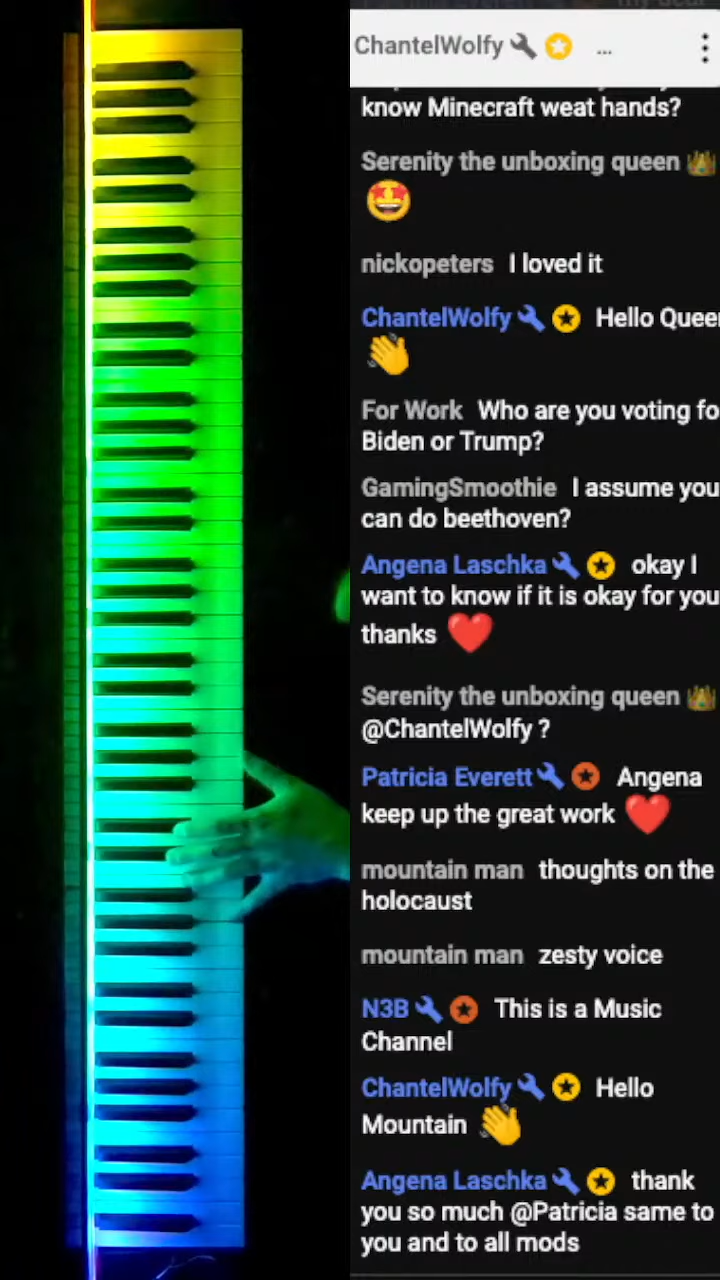 ChantelWolfy ...
know Minecraft weat hands?
Serenity the unboxing queen
nickopeters I loved it
ChantelWolfy Hello Quee
For Work Who are you voting fo
Biden or Trump?
GamingSmoothie I assume you
can do beethoven?
Angena Laschka okay I
want to know if it is okay for you
thanks
Serenity the unboxing queen
@ChantelWolfy ?
Patricia Everett Angena
keep up the great work
mountain man thoughts on the
holocaust
mountain man zesty voice
N3B This is a Music
Channel
ChantelWolfy Hello
Mountain
Angena Laschka thank
you so much @Patricia same to
you and to all mods